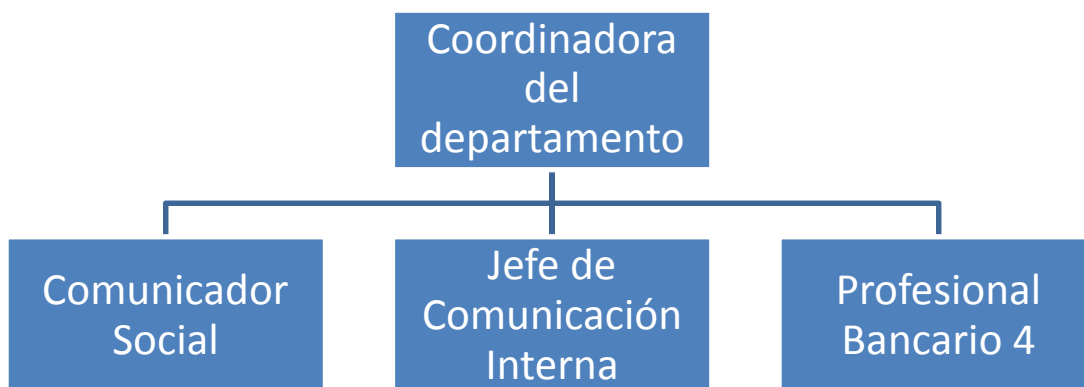 Coordinadora
del
departamento
Comunicador
Social
Jefe de
Comunicación
Interna
Profesional
Bancario 4